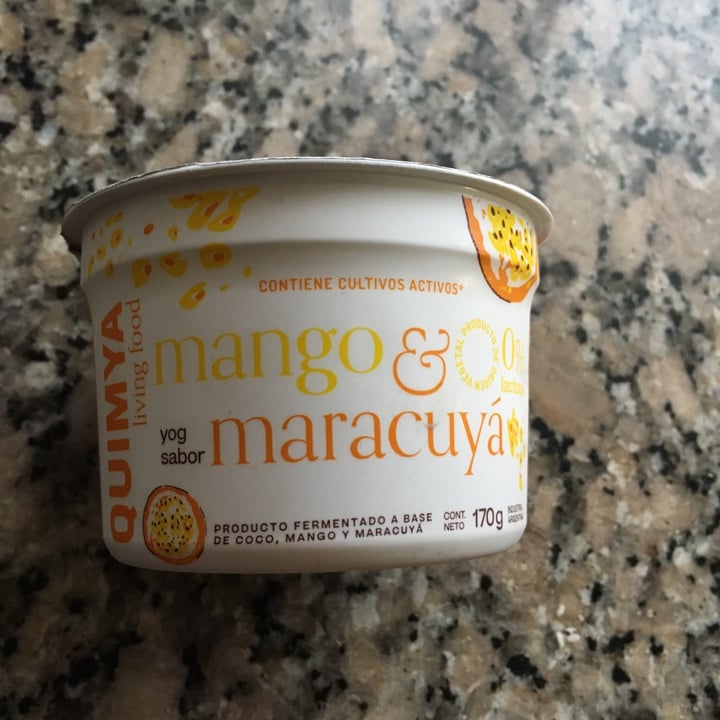 CONTIENE CULTIVOS ACTIVOS*
QUIMYA
living food
mango &
yog
sabor
maracuyá
PRODUCTO DE ORIGEN VEGETAL
0%
lactosa
PRODUCTO FERMENTADO A BASE
DE COCO, MANGO Y MARACUYÁ
CONT.
NETO
170g
INDUSTRIA
ARGENTINA